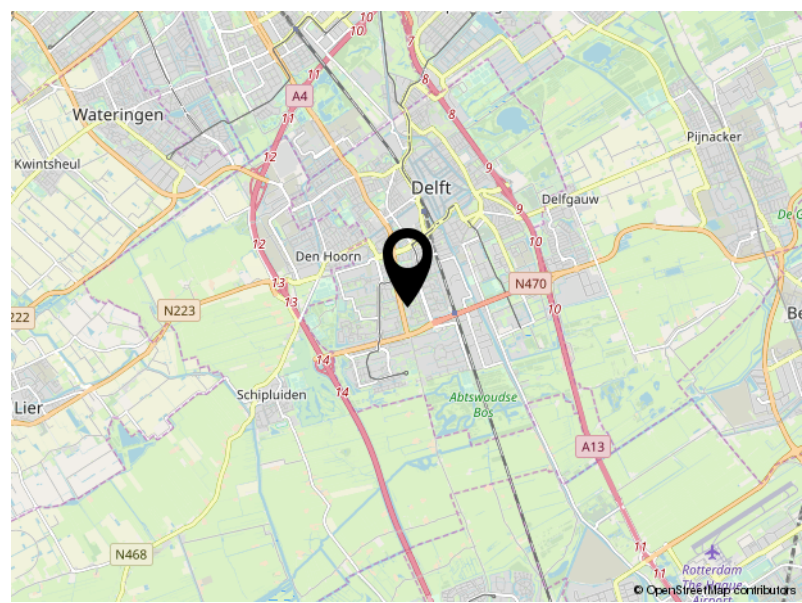 10
10
7
11
A4
11
8
8
Wateringen
12
9
Pijnacker
Kwintsheul
Delft
9
Delfgauw
12
10
Den Hoorn
13
N470
13
N223
222
10
14
14
Schipluiden
Abtswoudse
Bos
Lier
A13
N468
11
11
Rotterdam
The Hague
Airport
© OpenStreetMap contributors